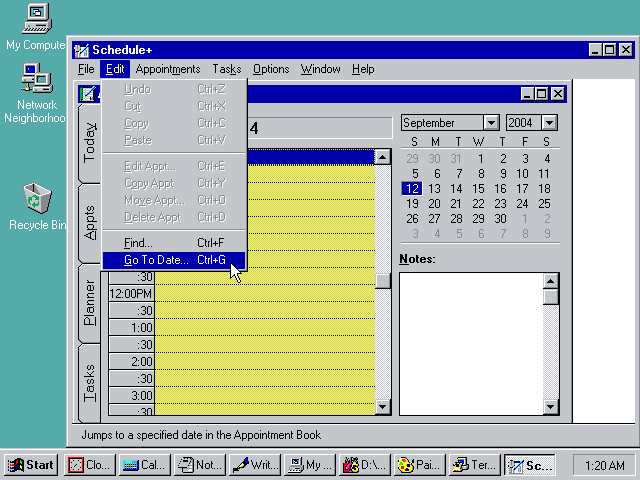 My Compute
Network
Neighborhoo
Recycle Bin
Schedule+
File Edit Appointments Tasks Options Window Help
Undo Ctrl+Z
Cut Ctrl+X
Copy Ctrl+C
Paste Ctrl+V
Edit Appt... Ctrl+E
Copy Appt Ctrl+Y
Move Appt... Ctrl+O
Delete Appt Ctrl+D
Find... Ctrl+F
Go To Date... Ctrl+G
Today
Appts
Planner
Tasks
4
:30
12:00PM
:30
1:00
:30
2:00
:30
3:00
:30
September 2004
S M T W T F S
29 30 31 1 2 3 4
5 6 7 8 9 10 11
12 13 14 15 16 17 18
19 20 21 22 23 24 25
26 27 28 29 30 1 2
3 4 5 6 7 8 9
Notes:
Jumps to a specified date in the Appointment Book
Start Clo... Cal... Not... Writ... My ... D:\... Pai... Ter... Sc... 1:20 AM